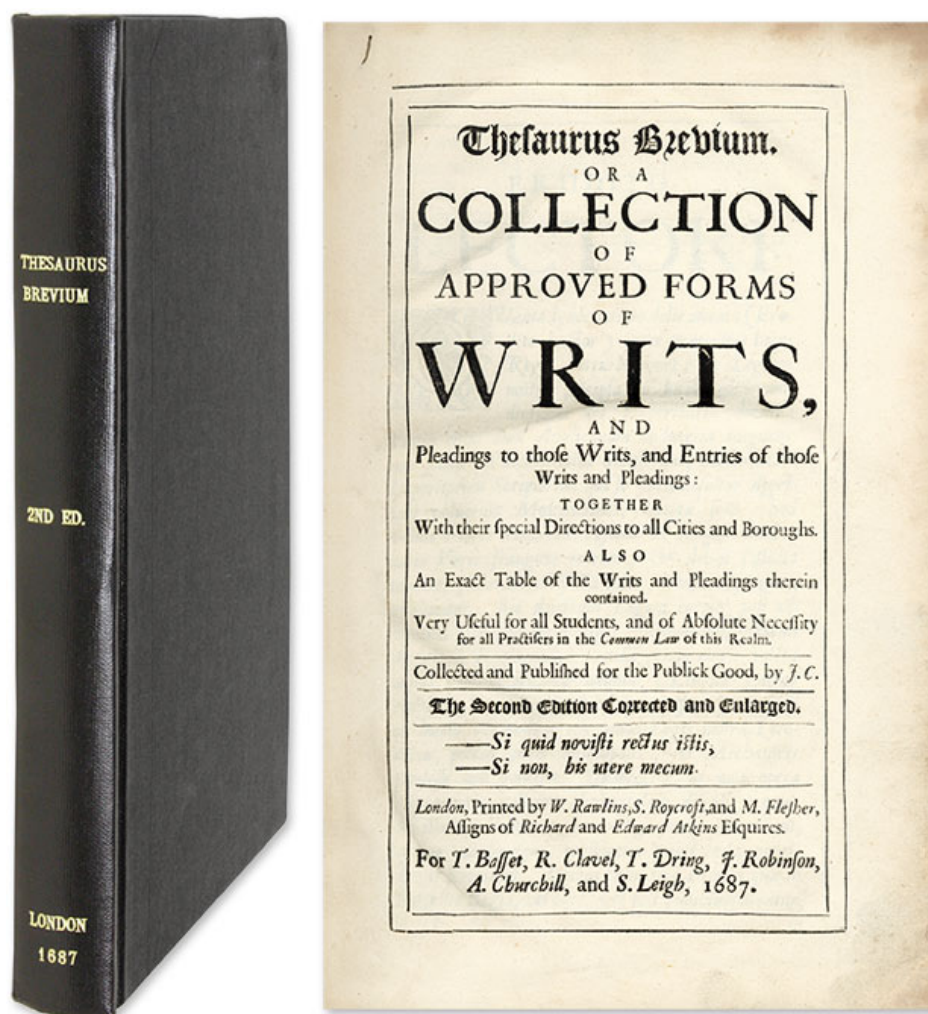 THESAURUS
BREVIUM
2ND ED.
LONDON
1687
Theſaurus Brevium.
OR A
COLLECTION
OF
APPROVED FORMS
OF
WRITS,
AND
Pleadings to thoſe Writs, and Entries of thoſe
Writs and Pleadings:
TOGETHER
With their ſpecial Directions to all Cities and Boroughs.
ALSO
An Exact Table of the Writs and Pleadings therein
contained.
Very Uſeful for all Students, and of Abſolute Neceſſity
for all Practiſers in the Common Law of this Realm.
Collected and Publiſhed for the Publick Good, by J. C.
The Second Edition Corrected and Enlarged.
——Si quid noviſti rectus iſtis,
——Si non, his utere mecum.
London, Printed by W. Rawlins, S. Roycroft, and M. Fleſher,
Aſſigns of Richard and Edward Atkins Eſquires.
For T. Baſſet, R. Clavel, T. Dring, J. Robinſon,
A. Churchill, and S. Leigh, 1687.